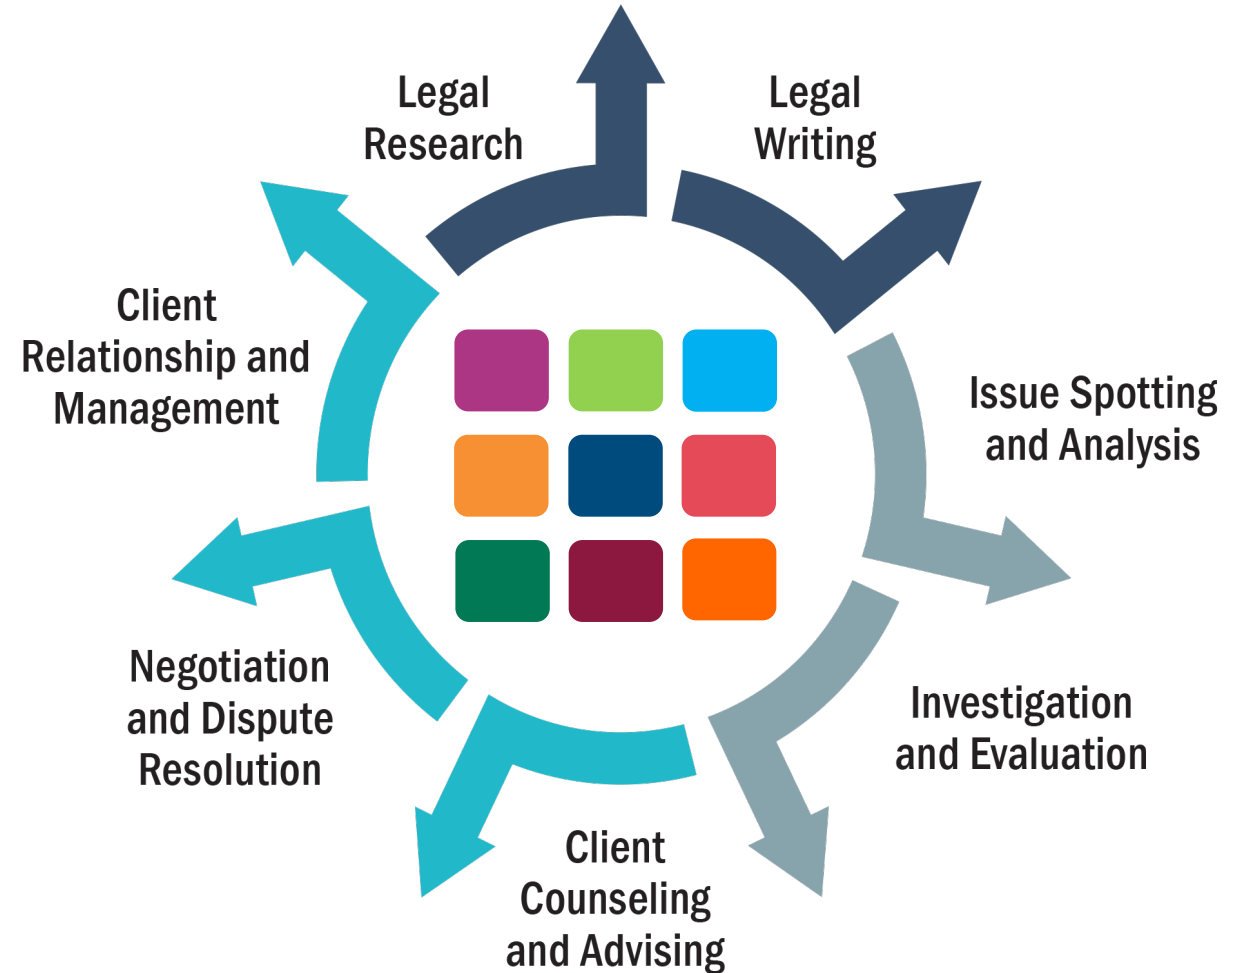 Legal
Research
Legal
Writing
Issue Spotting
and Analysis
Investigation
and Evaluation
Client
Counseling
and Advising
Negotiation
and Dispute
Resolution
Client
Relationship and
Management